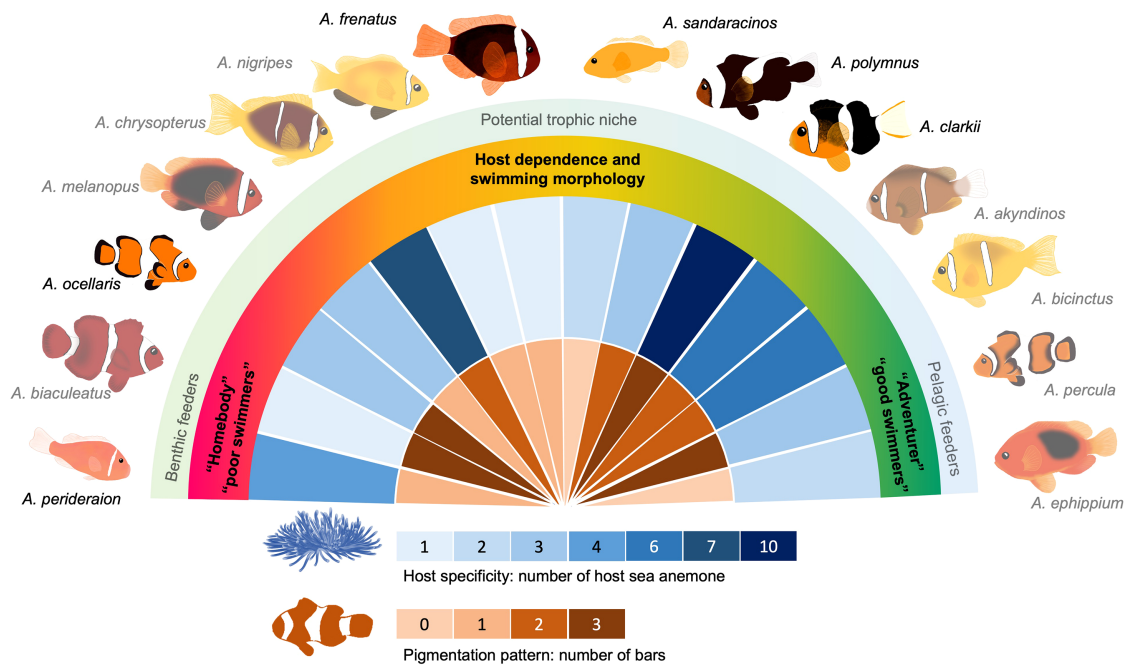 A. frenatus
A. sandaracinos
A. nigripes
A. polymnus
A. chrysopterus
Potential trophic niche
A. clarkii
Host dependence and
swimming morphology
A. melanopus
A. akyndinos
A. ocellaris
A. bicinctus
A. biaculeatus
A. percula
Benthic feeders
“Homebody”
“poor swimmers”
“Adventurer”
“good swimmers”
Pelagic feeders
A. perideraion
A. ephippium
1 2 3 4 6 7 10
Host specificity: number of host sea anemone
0 1 2 3
Pigmentation pattern: number of bars